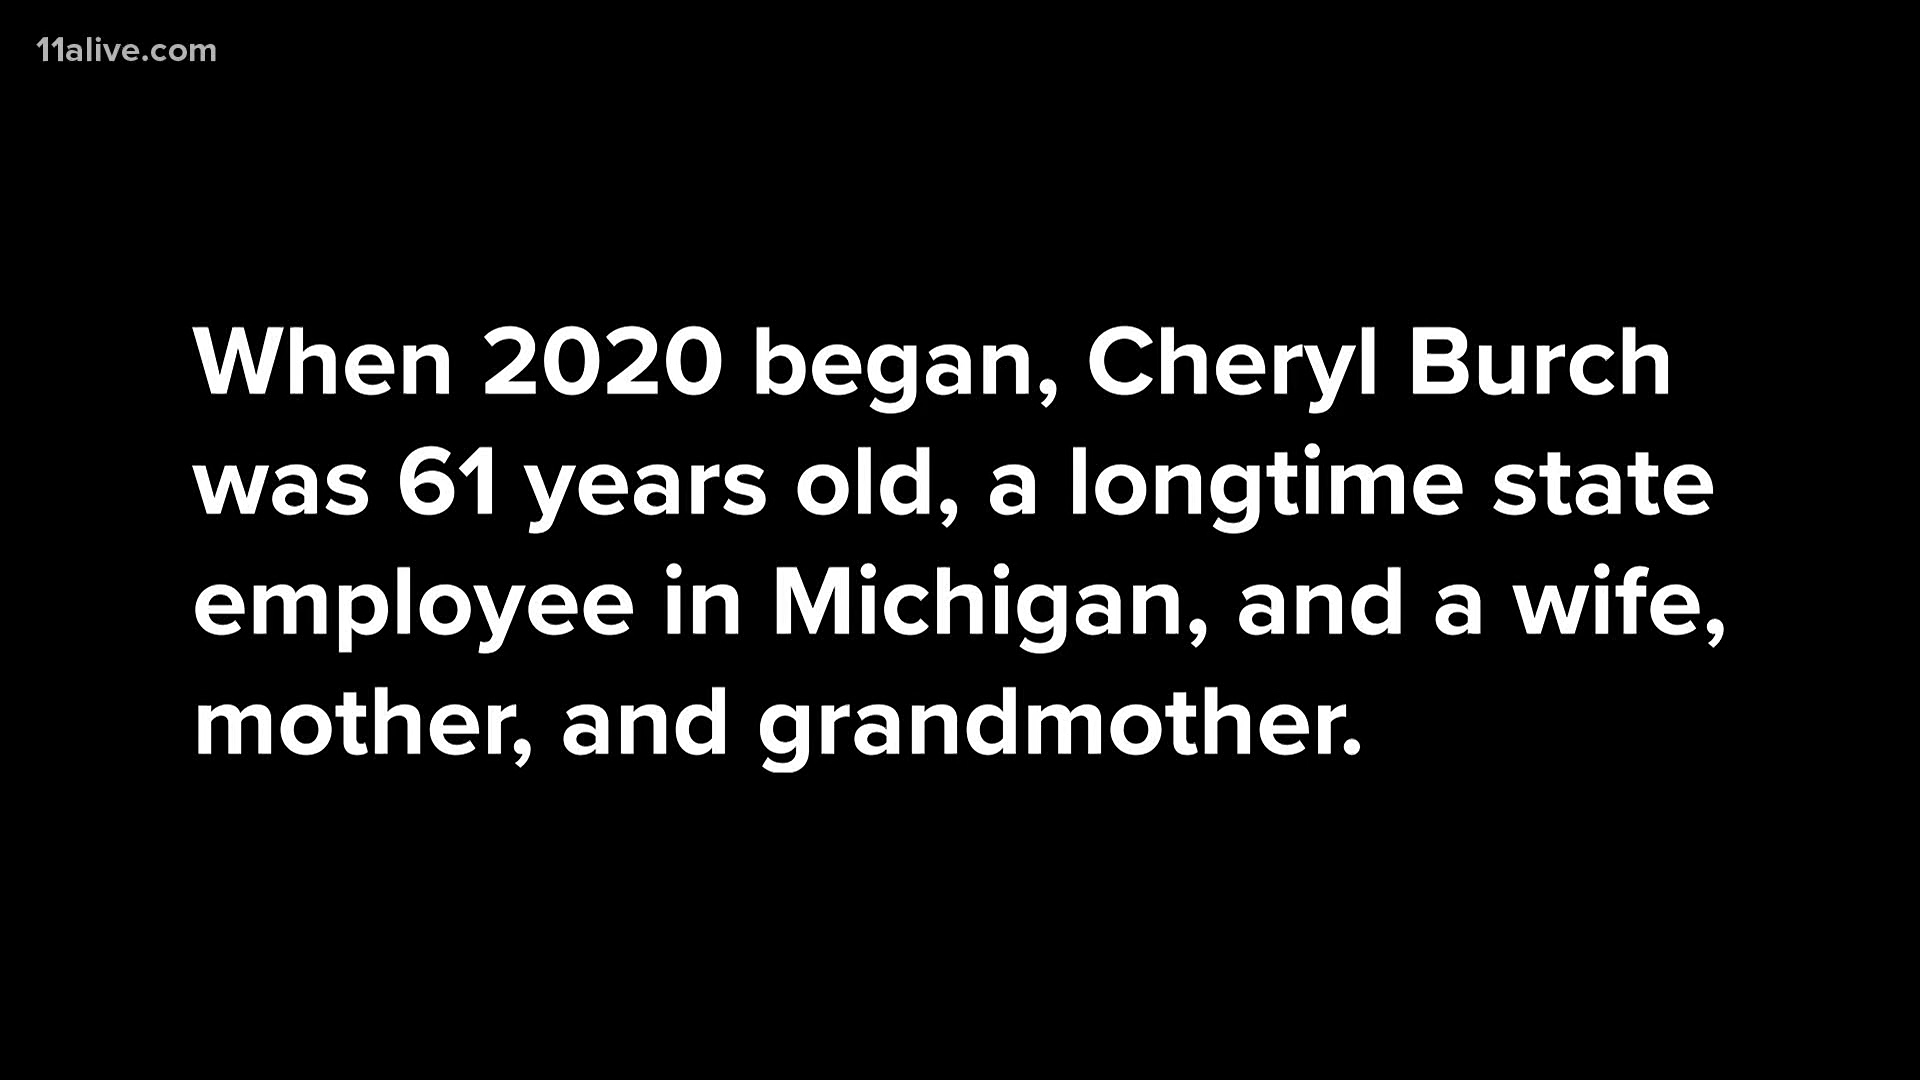 11alive.com
When 2020 began, Cheryl Burch
was 61 years old, a longtime state
employee in Michigan, and a wife,
mother, and grandmother.